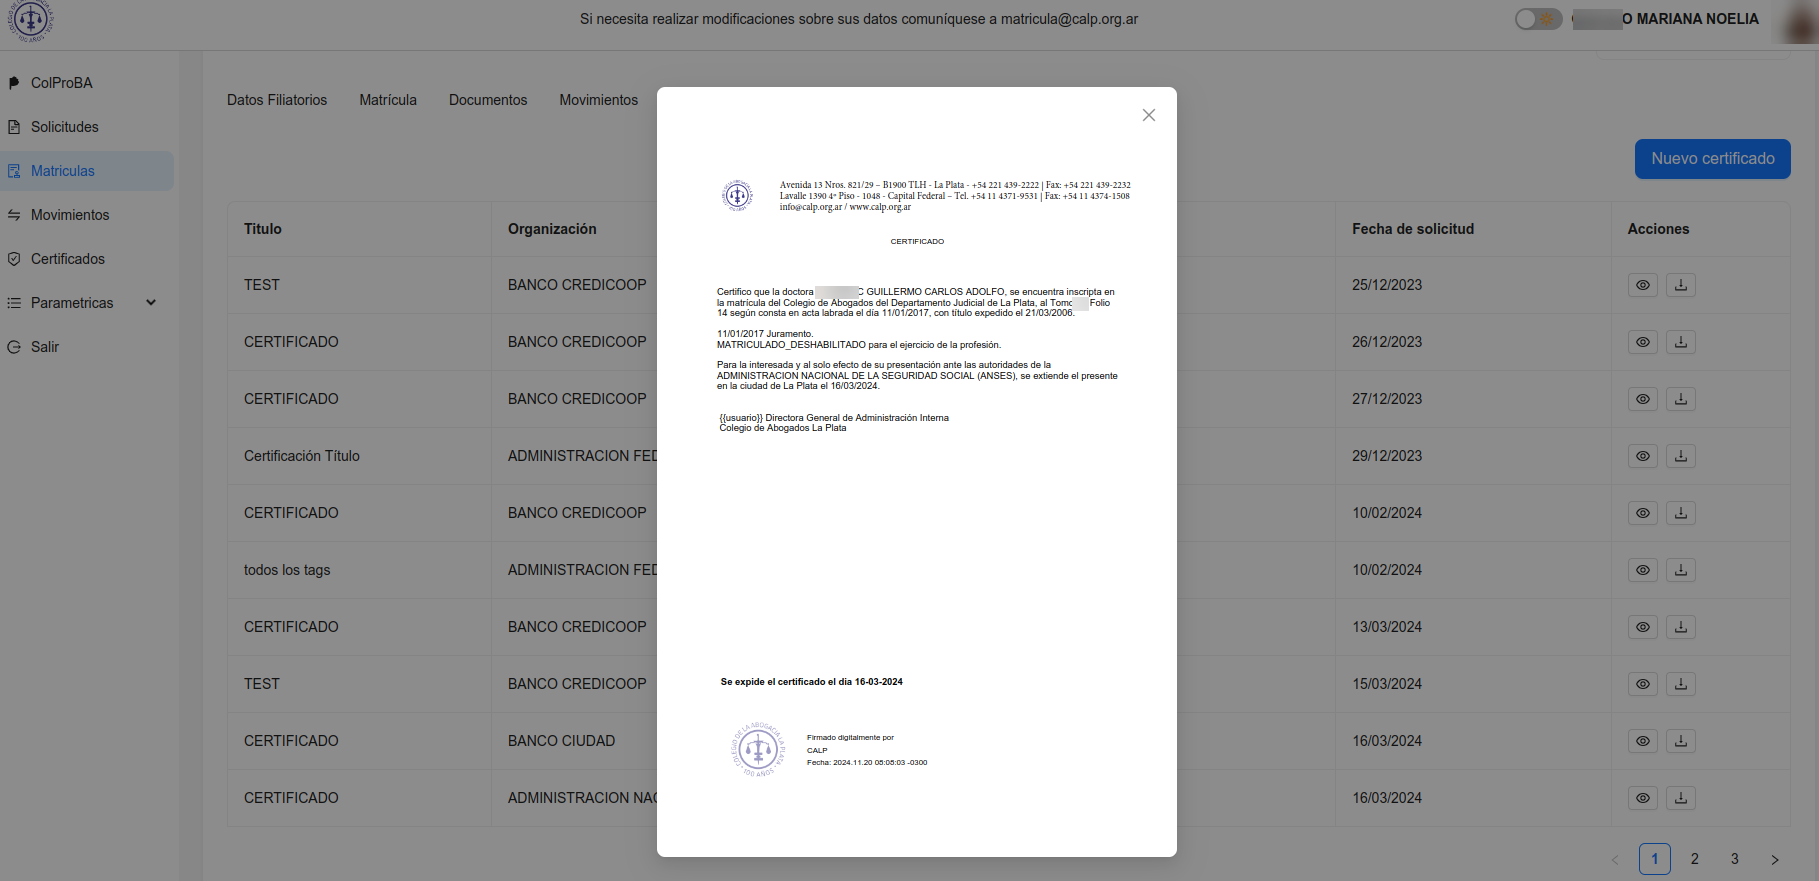 Si necesita realizar modificaciones sobre sus datos comuníquese a matricula@calp.org.ar
O MARIANA NOELIA
ColProBA
Solicitudes
Matriculas
Movimientos
Certificados
Parametricas
Salir
Datos Filiatorios Matrícula Documentos Movimientos
Nuevo certificado
Titulo Organización Fecha de solicitud Acciones
TEST BANCO CREDICOOP 25/12/2023
CERTIFICADO BANCO CREDICOOP 26/12/2023
CERTIFICADO BANCO CREDICOOP 27/12/2023
Certificación Título ADMINISTRACION FED 29/12/2023
CERTIFICADO BANCO CREDICOOP 10/02/2024
todos los tags ADMINISTRACION FED 10/02/2024
CERTIFICADO BANCO CREDICOOP 13/03/2024
TEST BANCO CREDICOOP 15/03/2024
CERTIFICADO BANCO CIUDAD 16/03/2024
CERTIFICADO ADMINISTRACION NAC 16/03/2024
1 2 3
Avenida 13 Nros. 821/29 – B1900 TLH - La Plata - +54 221 439-2222 | Fax: +54 221 439-2232
Lavalle 1390 4º Piso - 1048 - Capital Federal – Tel. +54 11 4371-9531 | Fax: +54 11 4374-1508
info@calp.org.ar / www.calp.org.ar
CERTIFICADO
Certifico que la doctora C GUILLERMO CARLOS ADOLFO, se encuentra inscripta en
la matrícula del Colegio de Abogados del Departamento Judicial de La Plata, al Tomo Folio
14 según consta en acta labrada el día 11/01/2017, con título expedido el 21/03/2006.
11/01/2017 Juramento.
MATRICULADO_DESHABILITADO para el ejercicio de la profesión.
Para la interesada y al solo efecto de su presentación ante las autoridades de la
ADMINISTRACION NACIONAL DE LA SEGURIDAD SOCIAL (ANSES), se extiende el presente
en la ciudad de La Plata el 16/03/2024.
{{usuario}} Directora General de Administración Interna
Colegio de Abogados La Plata
Se expide el certificado el dia 16-03-2024
COLEGIO DE LA ABOGACIA LA PLATA
100 AÑOS
Firmado digitalmente por
CALP
Fecha: 2024.11.20 08:08:03 -0300